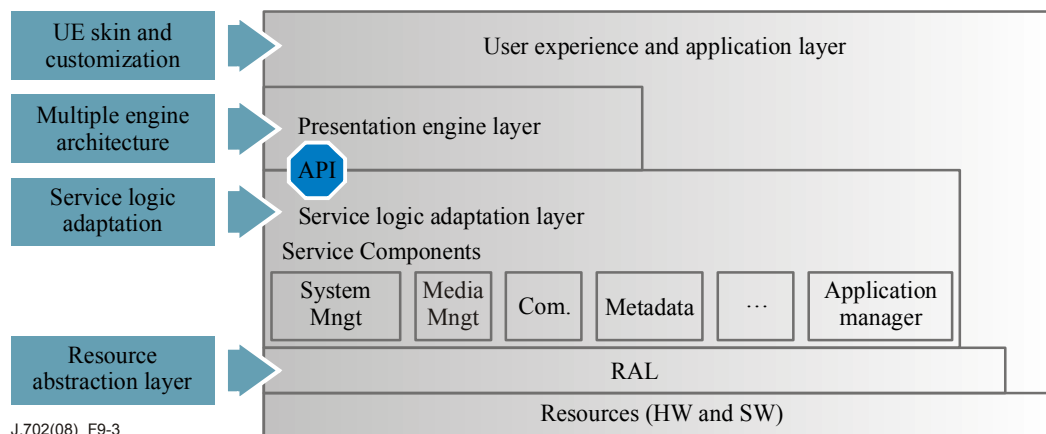 UE skin and
customization
User experience and application layer
Multiple engine
architecture
Presentation engine layer
API
Service logic
adaptation
Service logic adaptation layer
Service Components
System
Mngt
Media
Mngt
Com.
Metadata
...
Application
manager
Resource
abstraction layer
RAL
Resources (HW and SW)
J.702(08)_F9-3